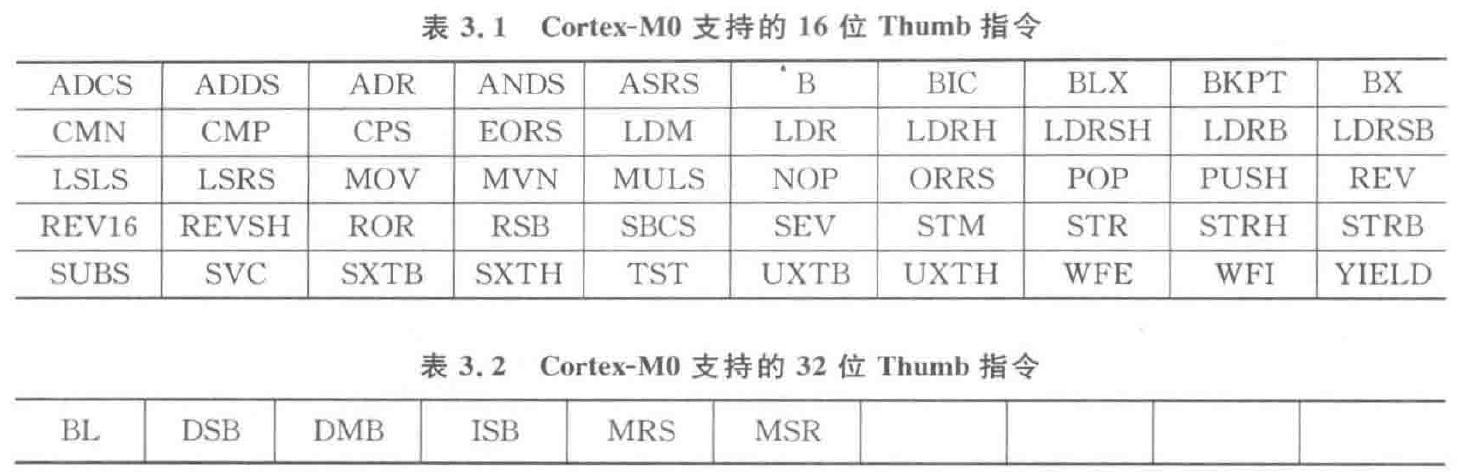 表 3.1 Cortex-M0 支持的 16 位 Thumb 指令
ADCS ADDS ADR ANDS ASRS B BIC BLX BKPT BX
CMN CMP CPS EORS LDM LDR LDRH LDRSH LDRB LDRSB
LSLS LSRS MOV MVN MULS NOP ORRS POP PUSH REV
REV16 REVSH ROR RSB SBCS SEV STM STR STRH STRB
SUBS SVC SXTB SXTH TST UXTB UXTH WFE WFI YIELD
表 3.2 Cortex-M0 支持的 32 位 Thumb 指令
BL DSB DMB ISB MRS MSR